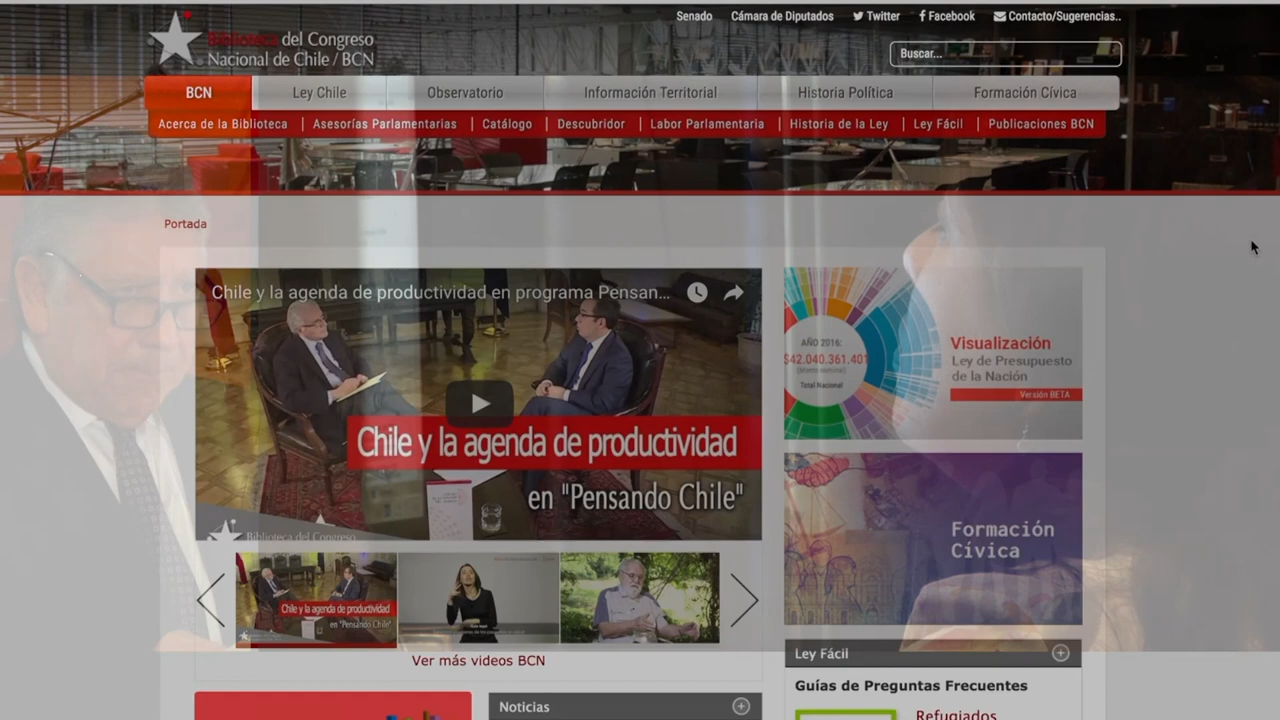 Senado Cámara de Diputados Twitter Facebook Contacto/Sugerencias..
Biblioteca del Congreso
Nacional de Chile / BCN
Buscar...
BCN Ley Chile Observatorio Información Territorial Historia Política Formación Cívica
Acerca de la Biblioteca | Asesorías Parlamentarias | Catálogo | Descubridor | Labor Parlamentaria | Historia de la Ley | Ley Fácil | Publicaciones BCN
Portada
Chile y la agenda de productividad en programa Pensan...
Chile y la agenda de productividad
en "Pensando Chile"
Biblioteca del Congreso
AÑO 2016:
$42.040.361.401
Total Nacional
Visualización
Ley de Presupuesto
de la Nación
Versión BETA
Formación
Cívica
Chile y la agenda de productividad
en "Pensando Chile"
Ver más videos BCN
Ley Fácil
Guías de Preguntas Frecuentes
Refugiados
Noticias